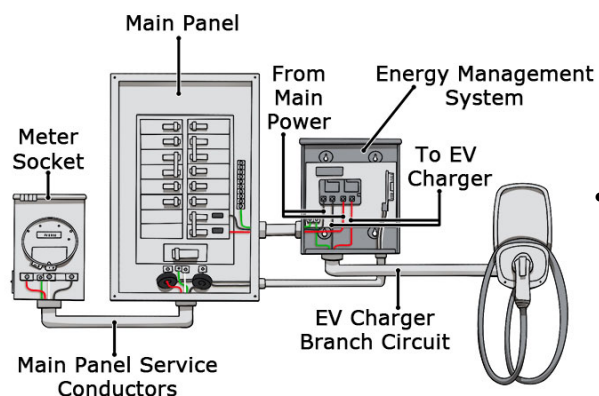 Main Panel
From
Main
Power
Energy Management
System
Meter
Socket
To EV
Charger
EV Charger
Branch Circuit
Main Panel Service
Conductors